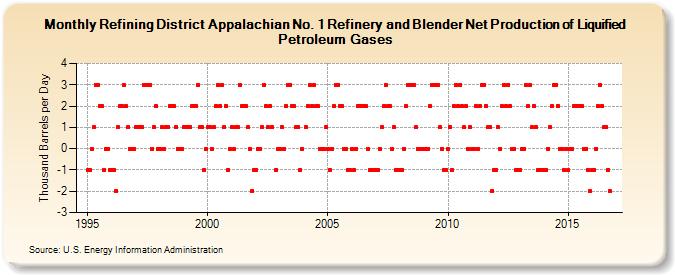 Monthly Refining District Appalachian No. 1 Refinery and Blender Net Production of Liquified
Petroleum Gases
Thousand Barrels per Day
4
3
2
1
0
-1
-2
-3
1995 2000 2005 2010 2015
Source: U.S. Energy Information Administration